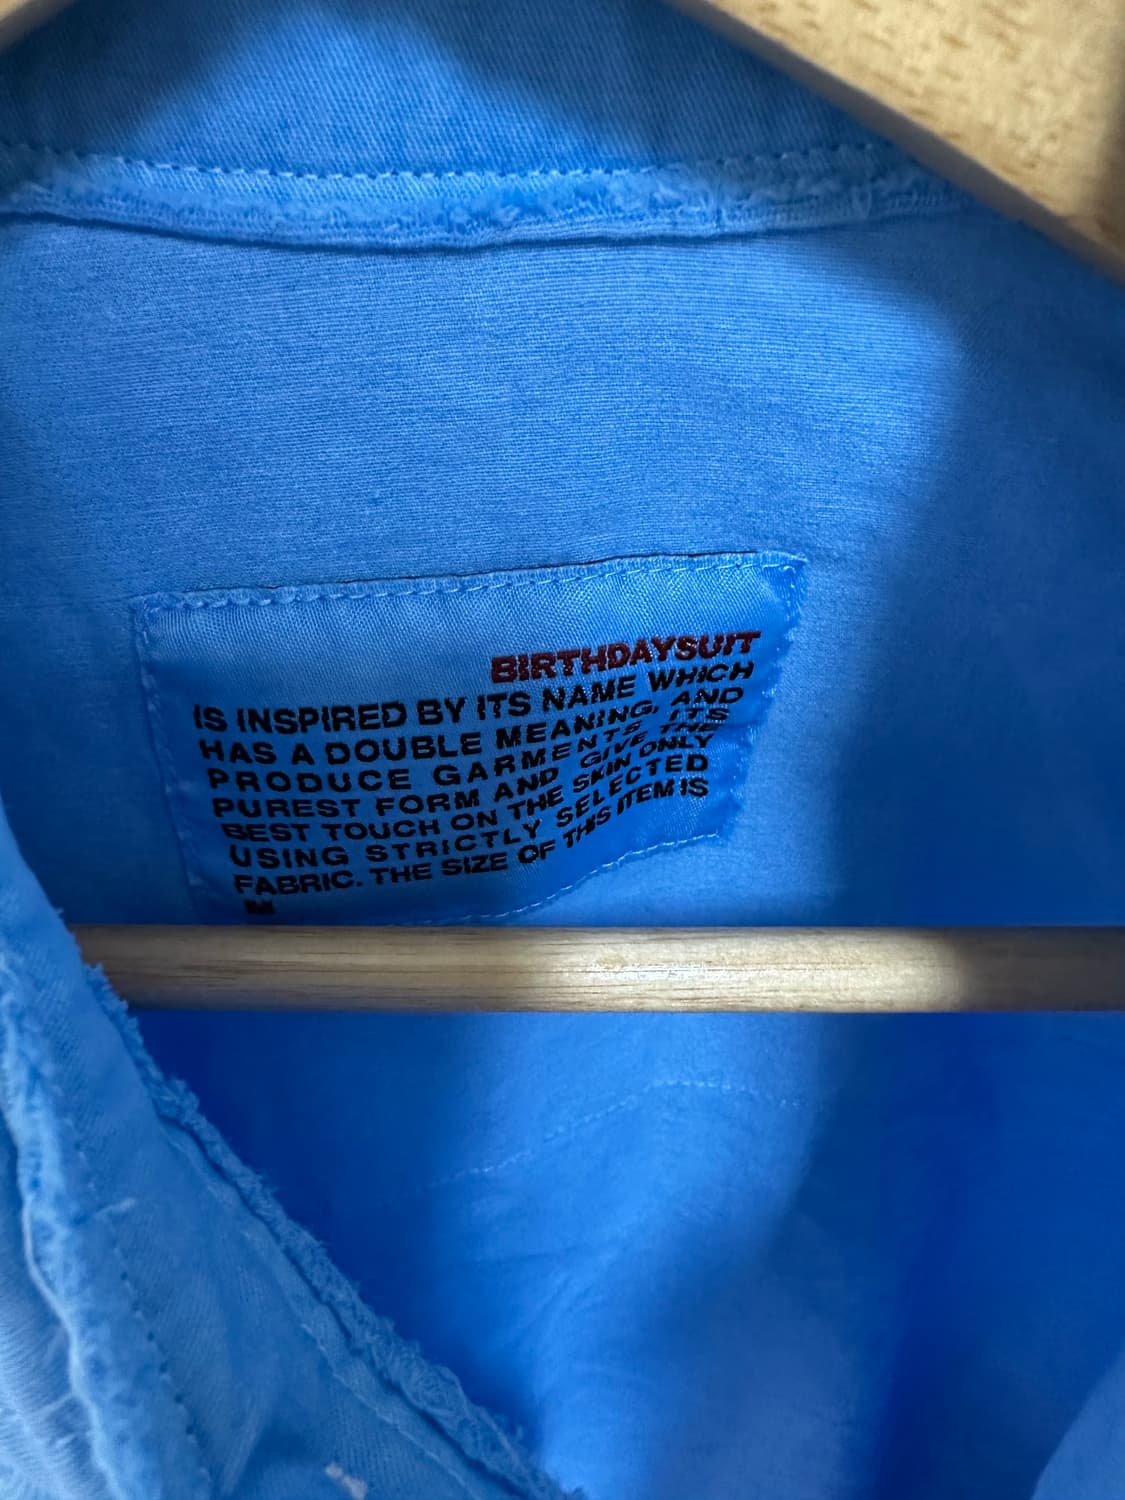 BIRTHDAYSUIT
IS INSPIRED BY ITS NAME WHICH
HAS A DOUBLE MEANING, AND
PRODUCE GARMENTS, ITS
PUREST FORM AND GIVE THE
BEST TOUCH ON THE SKIN ONLY
USING STRICTLY SELECTED
FABRIC. THE SIZE OF THIS ITEM IS
M